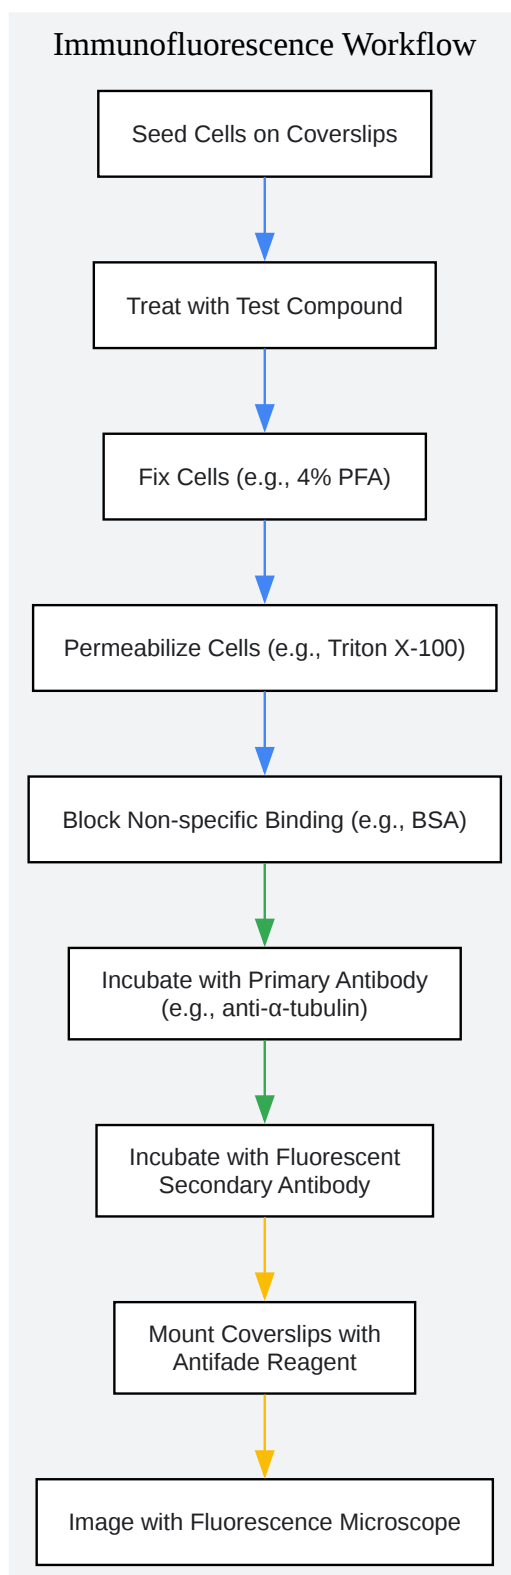 Immunofluorescence Workflow
Seed Cells on Coverslips
Treat with Test Compound
Fix Cells (e.g., 4% PFA)
Permeabilize Cells (e.g., Triton X-100)
Block Non-specific Binding (e.g., BSA)
Incubate with Primary Antibody
(e.g., anti-α-tubulin)
Incubate with Fluorescent
Secondary Antibody
Mount Coverslips with
Antifade Reagent
Image with Fluorescence Microscope